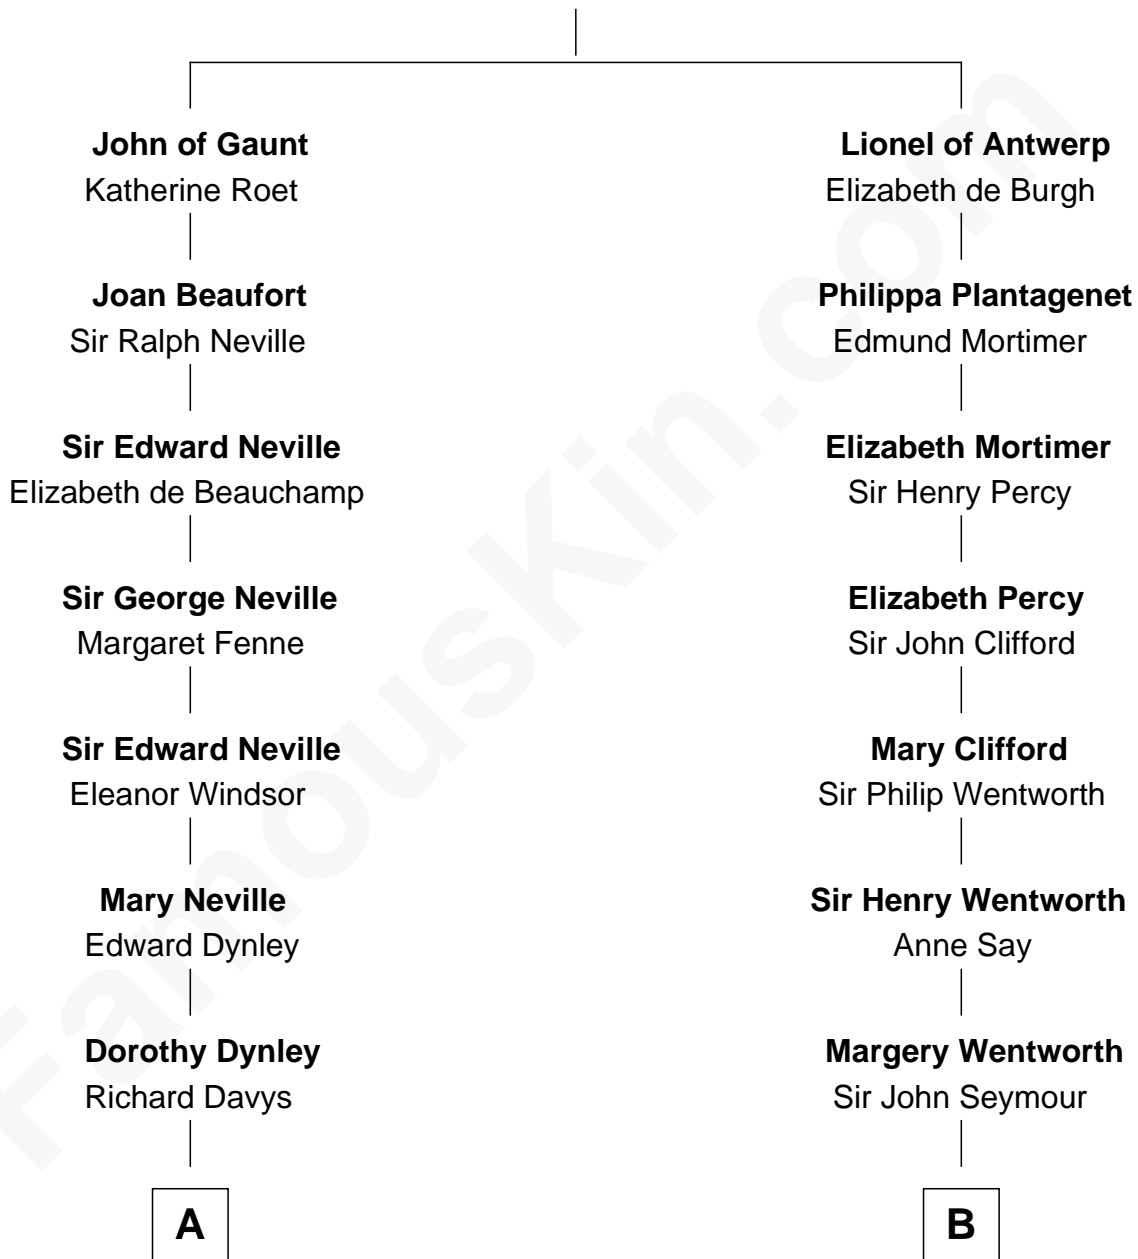 John of Gaunt
Katherine Roet
Joan Beaufort
Sir Ralph Neville
Sir Edward Neville
Elizabeth de Beauchamp
Sir George Neville
Margaret Fenne
Sir Edward Neville
Eleanor Windsor
Mary Neville
Edward Dynley
Dorothy Dynley
Richard Davys
A
Lionel of Antwerp
Elizabeth de Burgh
Philippa Plantagenet
Edmund Mortimer
Elizabeth Mortimer
Sir Henry Percy
Elizabeth Percy
Sir John Clifford
Mary Clifford
Sir Philip Wentworth
Sir Henry Wentworth
Anne Say
Margery Wentworth
Sir John Seymour
B
FamousKin.com